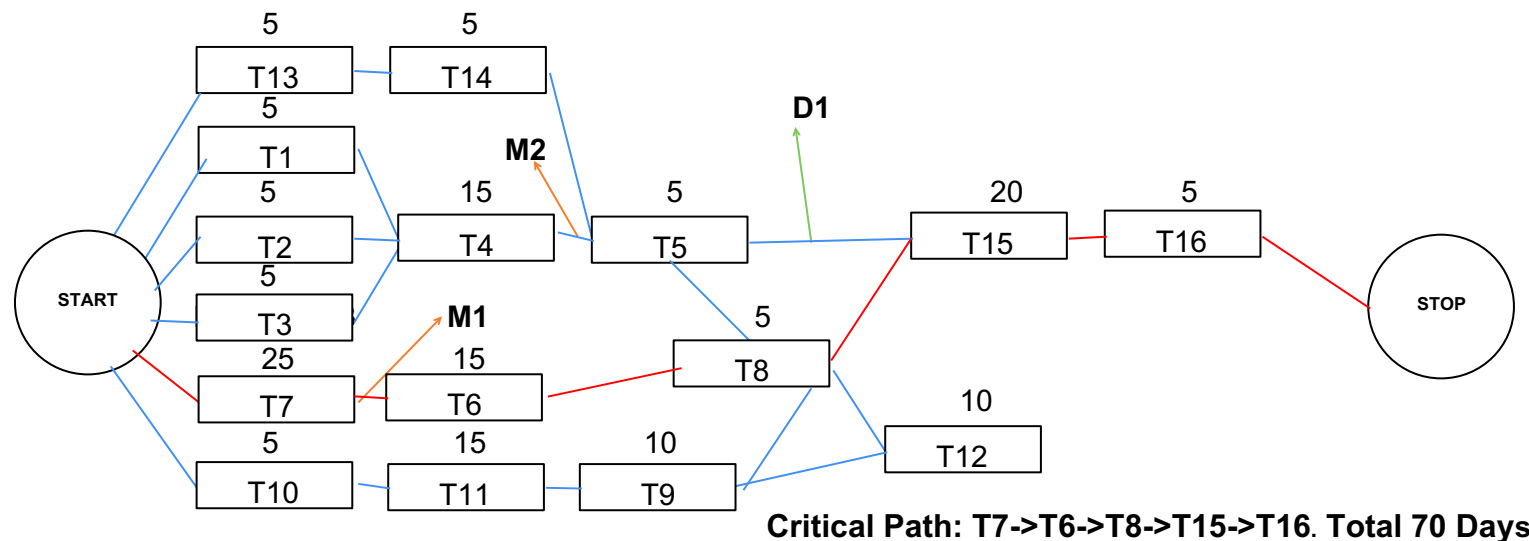 5
5
T13
T14
5
D1
T1
M2
5
15
5
20
5
T2
T4
T5
T15
T16
START
5
STOP
T3
M1
5
25
15
T8
T7
T6
10
5
15
10
T12
T10
T11
T9
Critical Path: T7->T6->T8->T15->T16. Total 70 Days